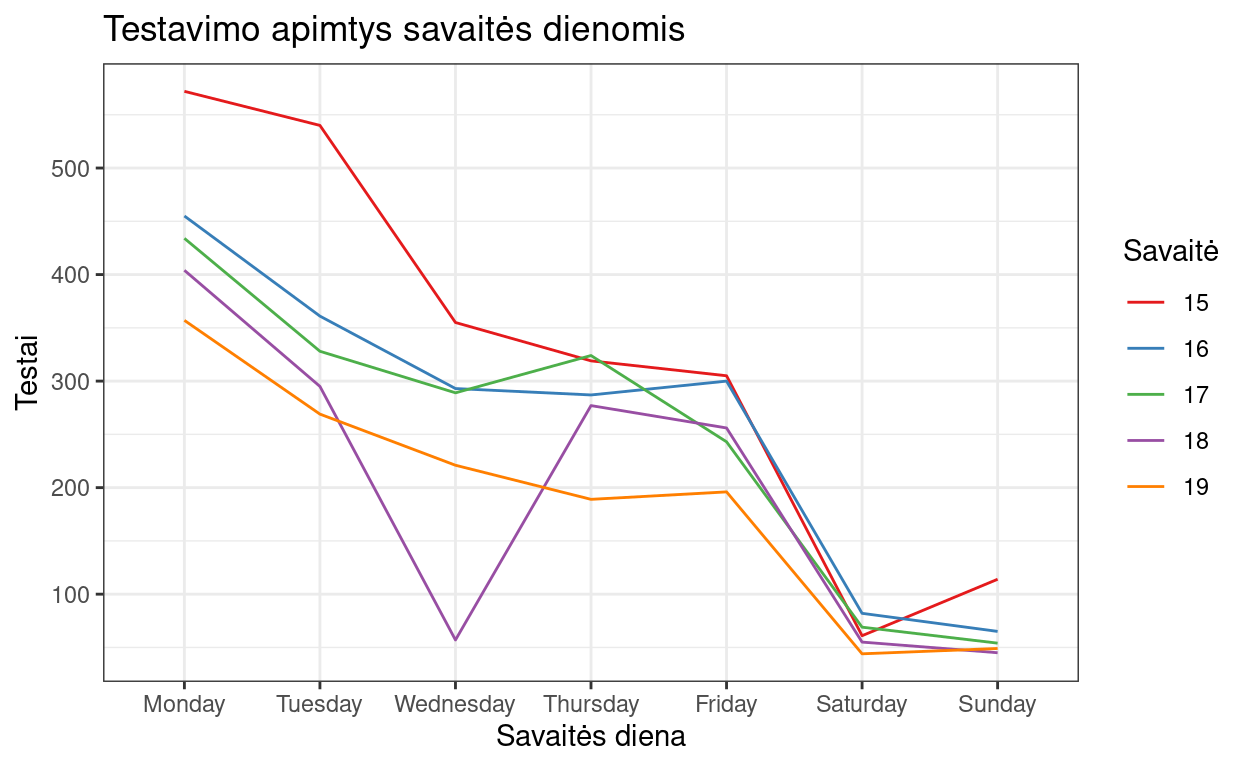 Testavimo apimtys savaitės dienomis
Testai
500
400
300
200
100
Monday Tuesday Wednesday Thursday Friday Saturday Sunday
Savaitės diena
Savaitė
15
16
17
18
19